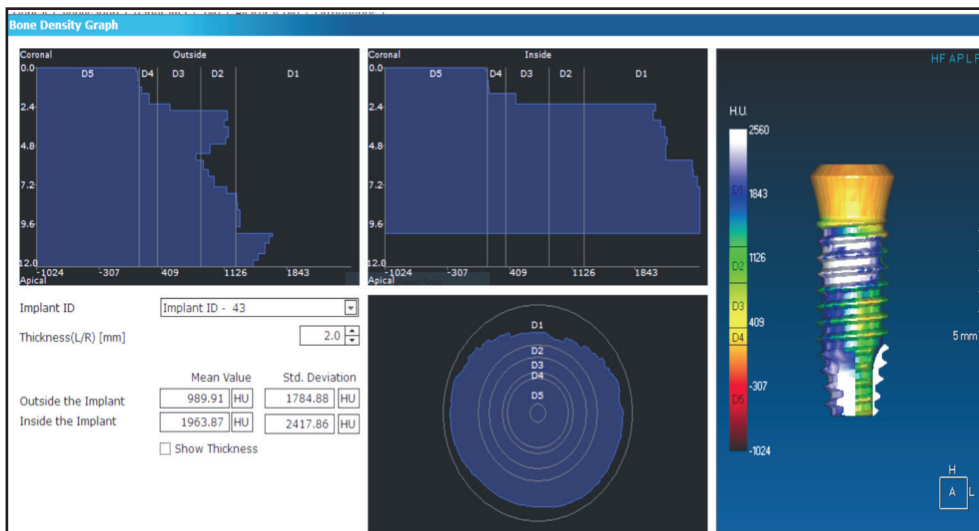 Bone Density Graph
Coronal Outside
D5 D4 D3 D2 D1
0.0
2.4
4.8
7.2
9.6
12.0
-1024 -307 409 1126 1843
Apical
Coronal Inside
D5 D4 D3 D2 D1
0.0
2.4
4.8
7.2
9.6
12.0
-1024 -307 409 1126 1843
Apical
Implant ID Implant ID - 43
Thickness(L/R) [mm] 2.0
Mean Value Std. Deviation
Outside the Implant 989.91 HU 1784.88 HU
Inside the Implant 1963.87 HU 2417.86 HU
Show Thickness
D1
D2
D3
D4
D5
HFAPLR
H.U.
2560
D1
1843
D2
1126
D3
409
D4
-307
D5
-1024
5 mm
H
A L